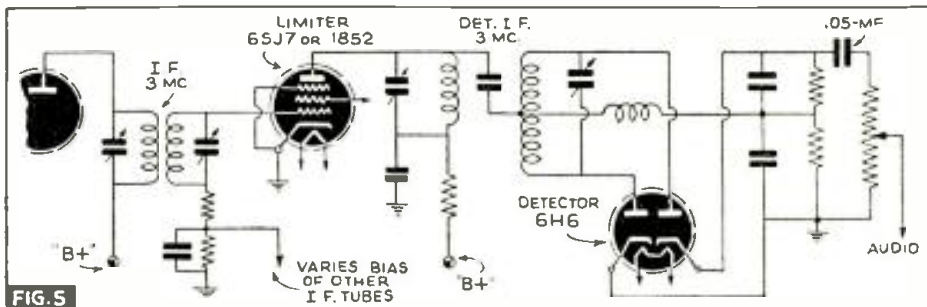 LIMITER
6SJ7 OR 1852
DET. I.F.
3 MC.
.05-MF
I F
3 MC
"B+"
VARIES BIAS
OF OTHER
I F. TUBES
"B+"
DETECTOR
6H6
AUDIO
FIG.5